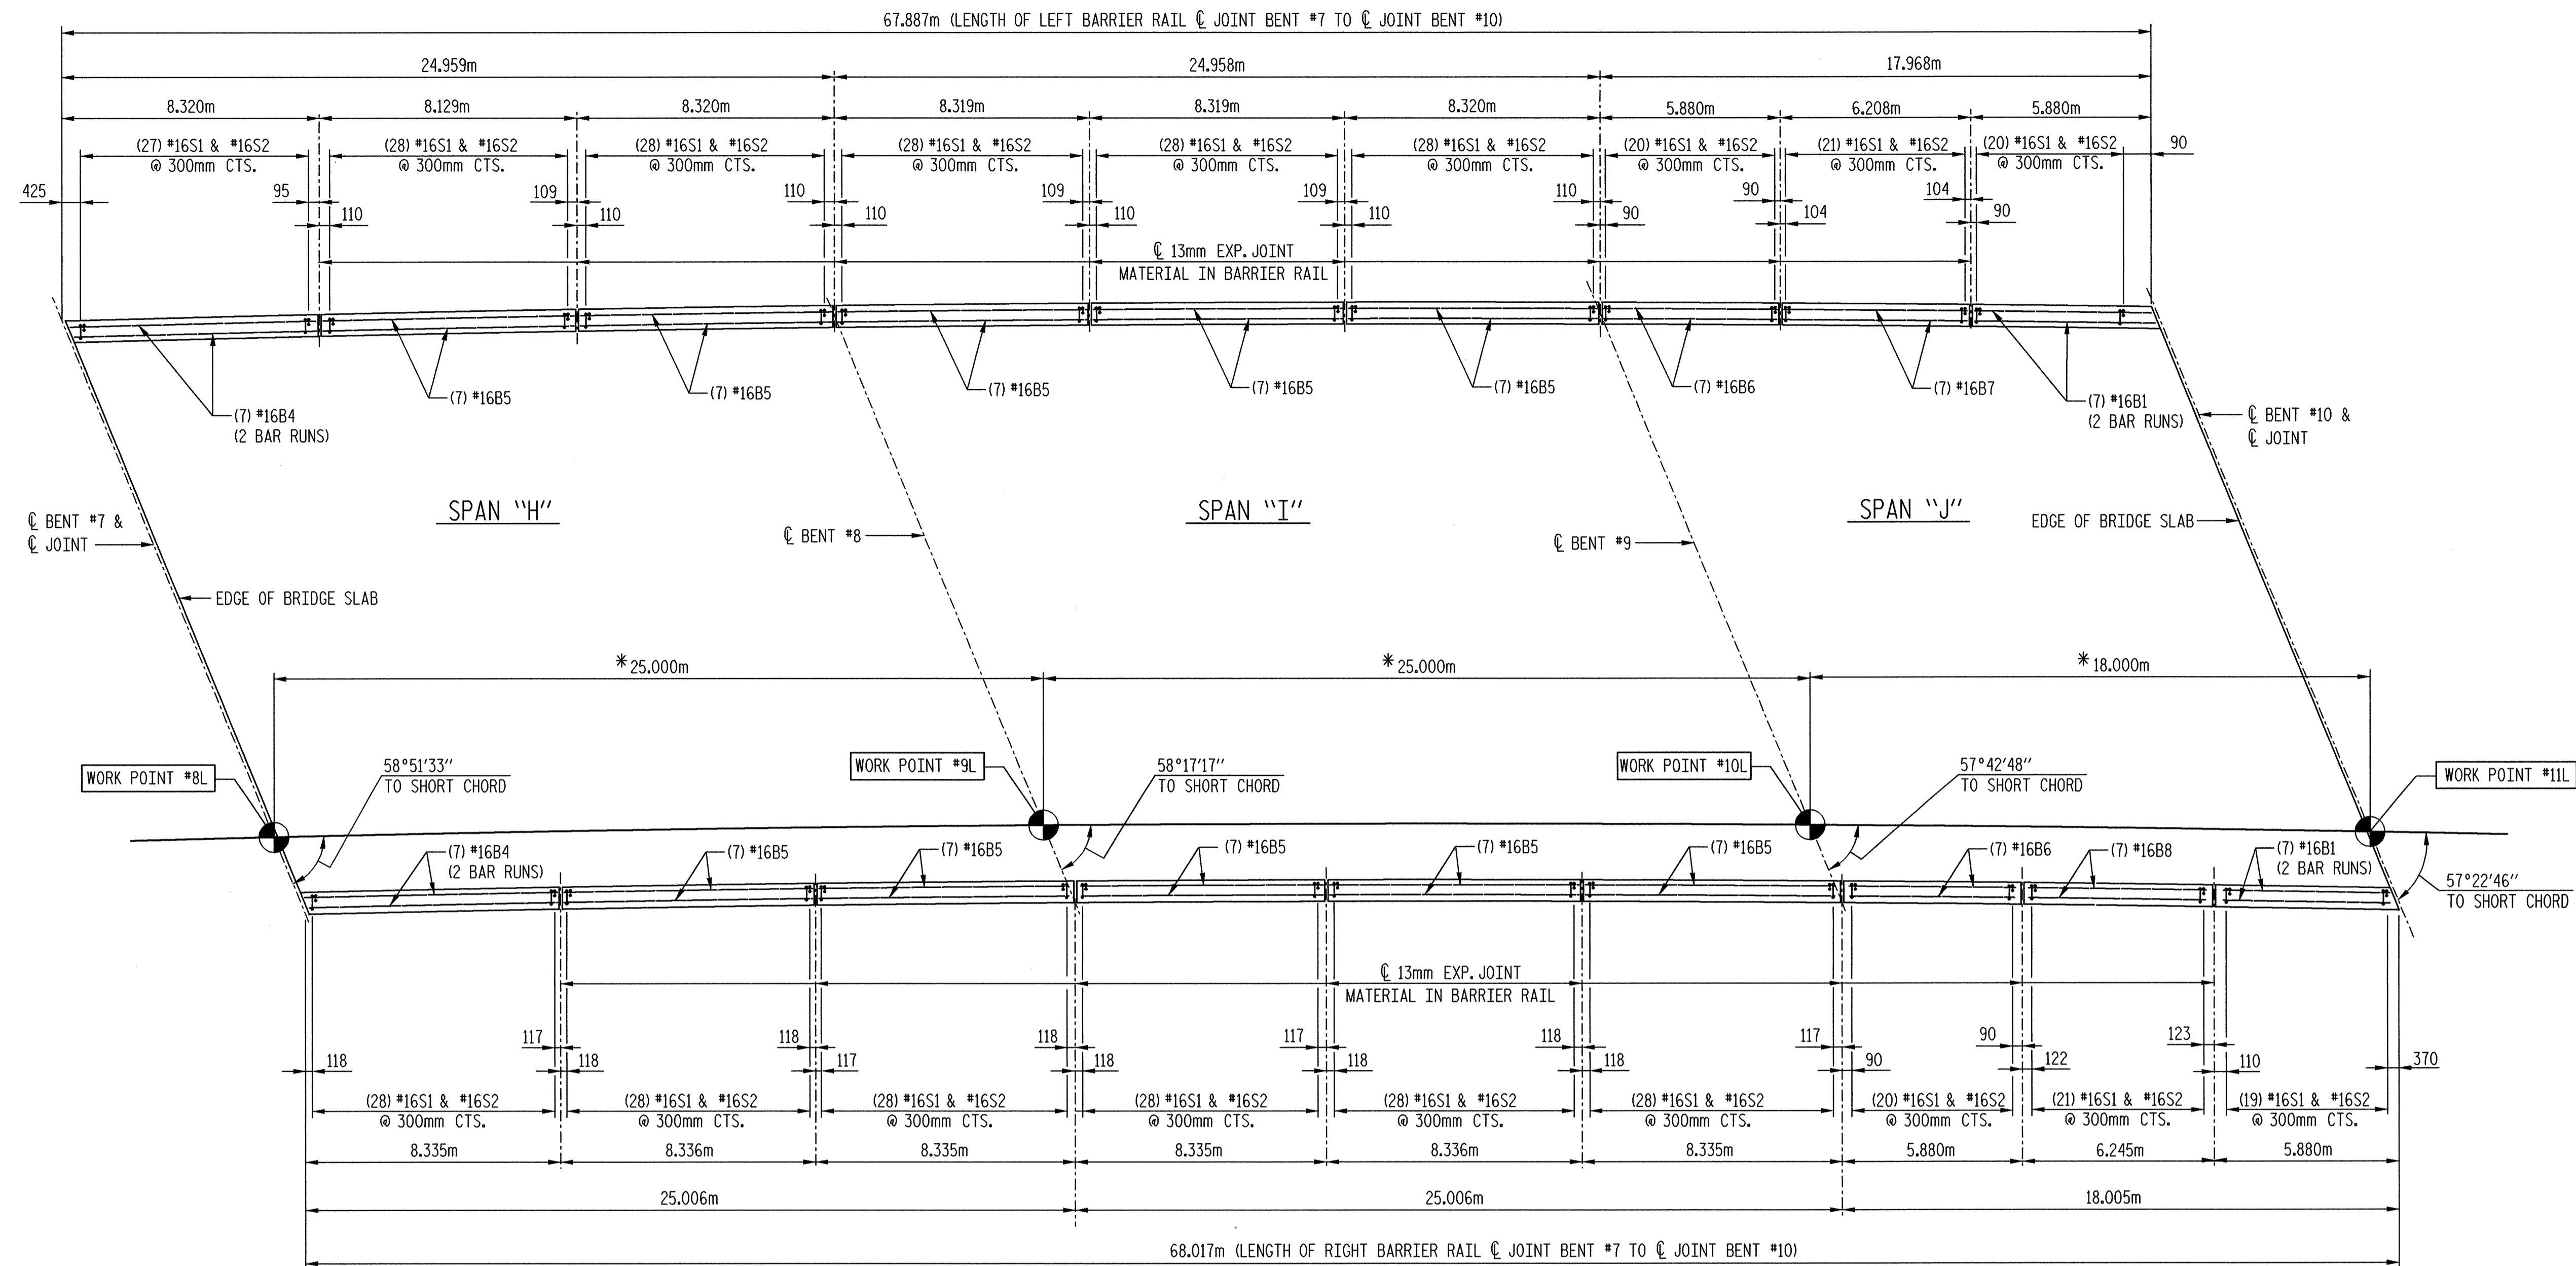 67.887m (LENGTH OF LEFT BARRIER RAIL ℄ JOINT BENT #7 TO ℄ JOINT BENT #10)
24.959m 24.958m 17.968m
8.320m 8.129m 8.320m 8.319m 8.319m 8.320m 5.880m 6.208m 5.880m
(27) #16S1 & #16S2 (28) #16S1 & #16S2 (28) #16S1 & #16S2 (28) #16S1 & #16S2 (28) #16S1 & #16S2 (28) #16S1 & #16S2 (20) #16S1 & #16S2 (21) #16S1 & #16S2 (20) #16S1 & #16S2 90
@ 300mm CTS. @ 300mm CTS. @ 300mm CTS. @ 300mm CTS. @ 300mm CTS. @ 300mm CTS. @ 300mm CTS. @ 300mm CTS. @ 300mm CTS.
425 95 109 110 109 109 110 90 104
110 110 110 110 110 90 104 90
℄ 13mm EXP. JOINT
MATERIAL IN BARRIER RAIL
(7) #16B4 (7) #16B5 (7) #16B5 (7) #16B5 (7) #16B5 (7) #16B5 (7) #16B6 (7) #16B7 (7) #16B1
(2 BAR RUNS) (2 BAR RUNS)
℄ BENT #10 &
℄ JOINT
SPAN "H" SPAN "I" SPAN "J"
℄ BENT #7 &
℄ JOINT
℄ BENT #8 ℄ BENT #9 EDGE OF BRIDGE SLAB
EDGE OF BRIDGE SLAB
*25.000m *25.000m *18.000m
WORK POINT #8L WORK POINT #9L WORK POINT #10L WORK POINT #11L
58°51'33" 58°17'17" 57°42'48"
TO SHORT CHORD TO SHORT CHORD TO SHORT CHORD
(7) #16B4 (7) #16B5 (7) #16B5 (7) #16B5 (7) #16B5 (7) #16B5 (7) #16B6 (7) #16B8 (7) #16B1
(2 BAR RUNS) (2 BAR RUNS)
57°22'46"
TO SHORT CHORD
℄ 13mm EXP. JOINT
MATERIAL IN BARRIER RAIL
117 118 118 117 118 117 90 123
118 118 117 118 118 118 90 122 110 370
(28) #16S1 & #16S2 (28) #16S1 & #16S2 (28) #16S1 & #16S2 (28) #16S1 & #16S2 (28) #16S1 & #16S2 (28) #16S1 & #16S2 (20) #16S1 & #16S2 (21) #16S1 & #16S2 (19) #16S1 & #16S2
@ 300mm CTS. @ 300mm CTS. @ 300mm CTS. @ 300mm CTS. @ 300mm CTS. @ 300mm CTS. @ 300mm CTS. @ 300mm CTS. @ 300mm CTS.
8.335m 8.336m 8.335m 8.335m 8.336m 8.335m 5.880m 6.245m 5.880m
25.006m 25.006m 18.005m
68.017m (LENGTH OF RIGHT BARRIER RAIL ℄ JOINT BENT #7 TO ℄ JOINT BENT #10)